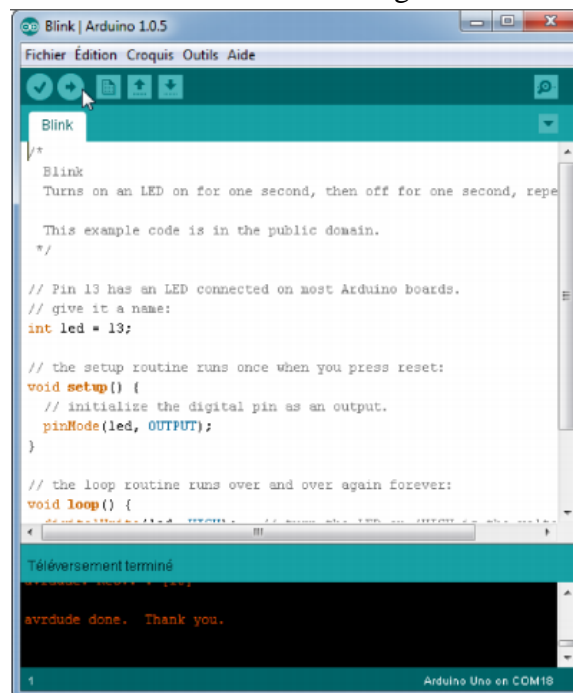 Blink | Arduino 1.0.5
Fichier Édition Croquis Outils Aide
Blink
/*
Blink
Turns on an LED on for one second, then off for one second, repe
This example code is in the public domain.
*/
// Pin 13 has an LED connected on most Arduino boards.
// give it a name:
int led = 13;
// the setup routine runs once when you press reset:
void setup() {
// initialize the digital pin as an output.
pinMode(led, OUTPUT);
}
// the loop routine runs over and over again forever:
void loop() {
Téléversement terminé
avrdude done.  Thank you.
1
Arduino Uno en COM18